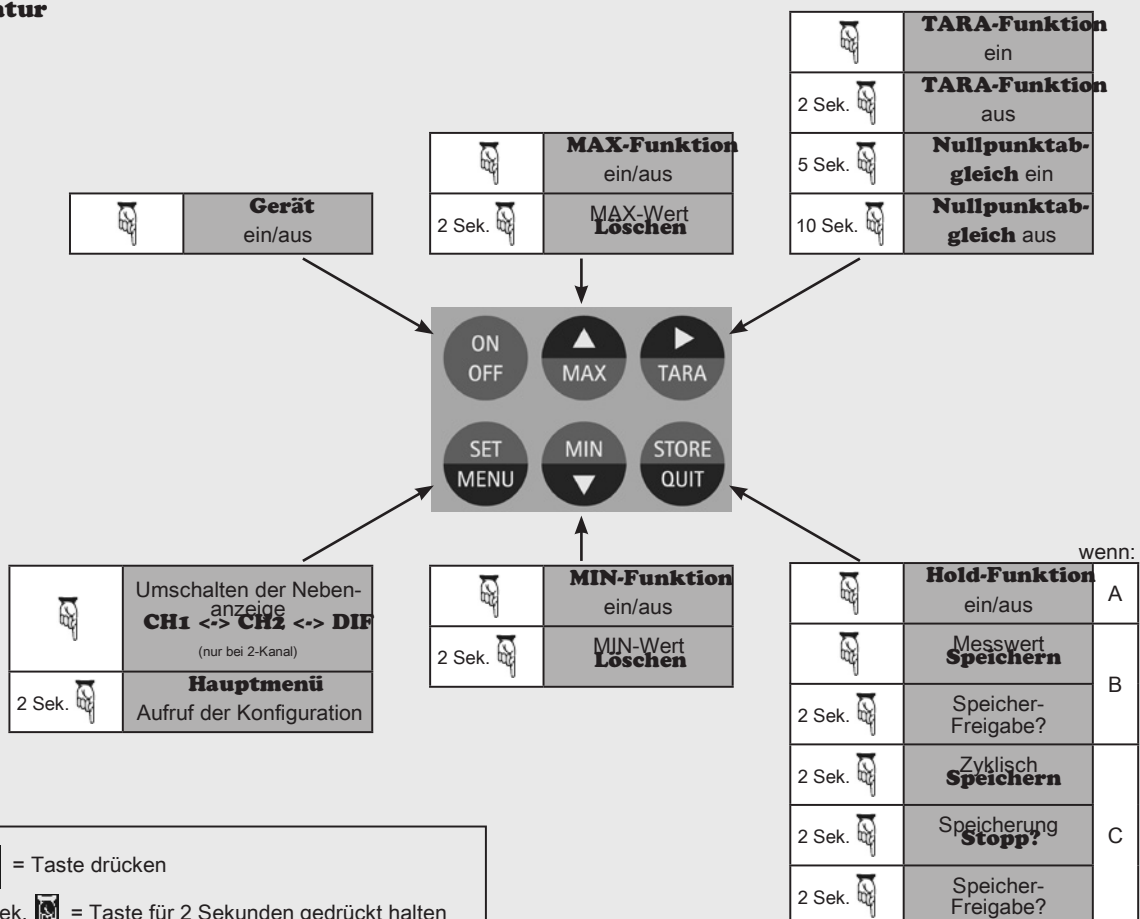 atur
TARA-Funktion
ein
2 Sek.
TARA-Funktion
aus
5 Sek.
Nullpunktab-
gleich ein
10 Sek.
Nullpunktab-
gleich aus
MAX-Funktion
ein/aus
2 Sek.
MAX-Wert
Löschen
Gerät
ein/aus
ON
OFF
MAX
TARA
SET
MENU
MIN
STORE
QUIT
Umschalten der Neben-
anzeige
CH1 <-> CH2 <-> DIF
(nur bei 2-Kanal)
2 Sek.
Hauptmenü
Aufruf der Konfiguration
MIN-Funktion
ein/aus
2 Sek.
MIN-Wert
Löschen
wenn:
Hold-Funktion
ein/aus
A
Messwert
Speichern
B
2 Sek.
Speicher-
Freigabe?
2 Sek.
Zyklisch
Speichern
2 Sek.
Speicherung
Stopp?
C
2 Sek.
Speicher-
Freigabe?
= Taste drücken
ek. = Taste für 2 Sekunden gedrückt halten